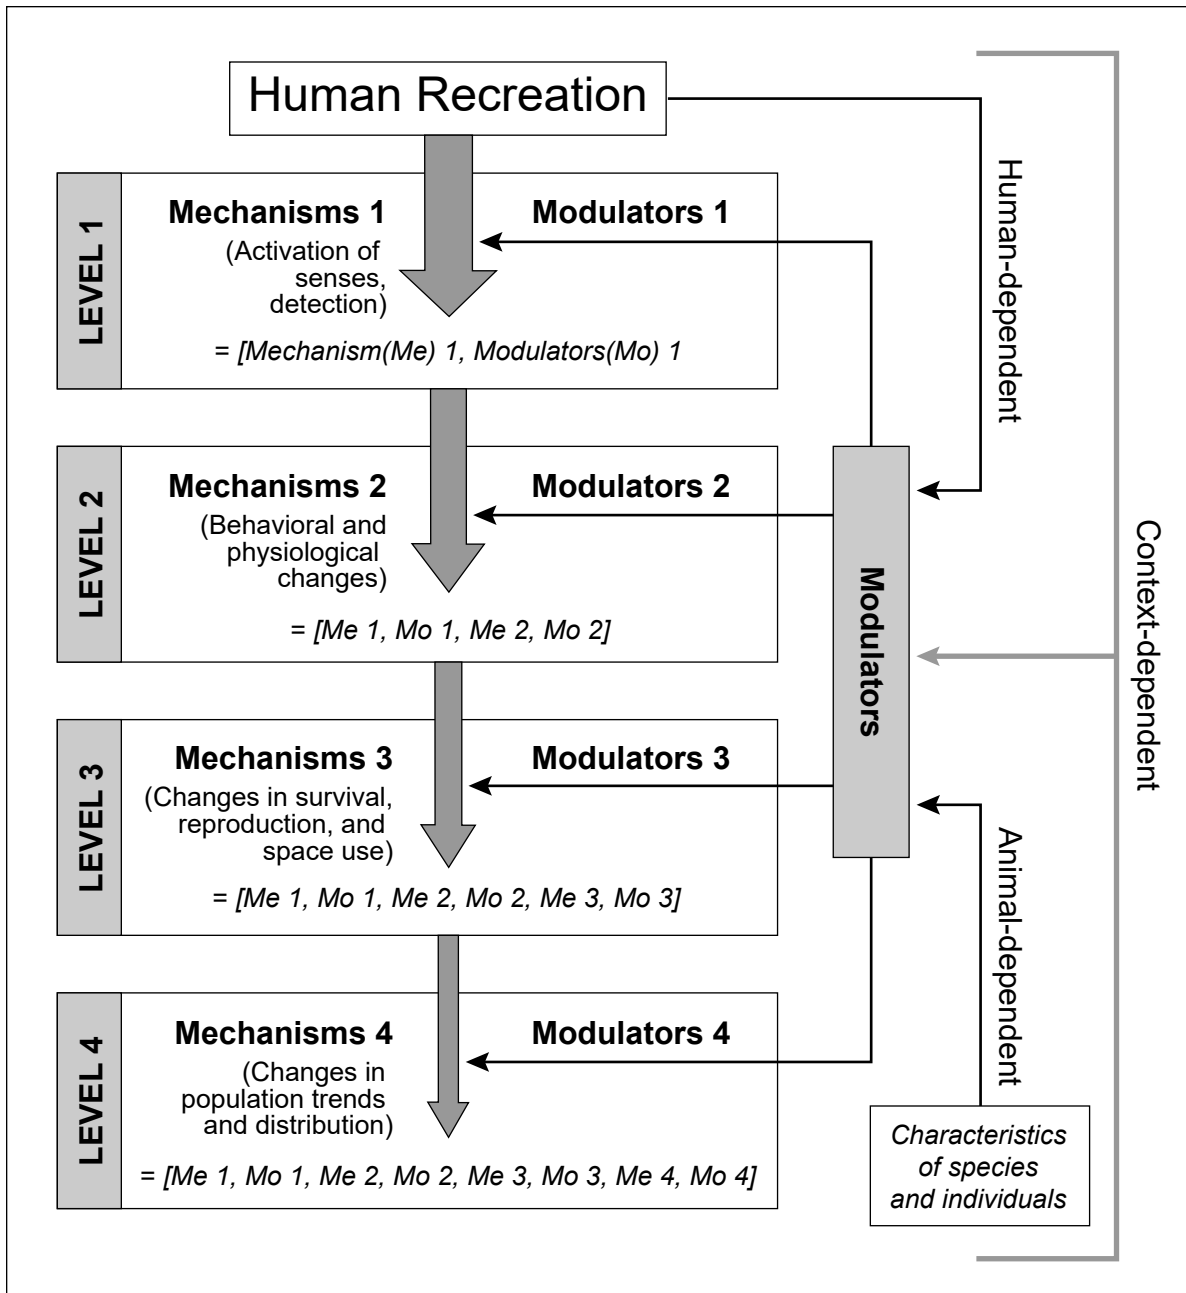 Human Recreation
LEVEL 1
Mechanisms 1
(Activation of
senses,
detection)
Modulators 1
= [Mechanism(Me) 1, Modulators(Mo) 1
LEVEL 2
Mechanisms 2
(Behavioral and
physiological
changes)
Modulators 2
= [Me 1, Mo 1, Me 2, Mo 2]
LEVEL 3
Mechanisms 3
(Changes in survival,
reproduction, and
space use)
Modulators 3
= [Me 1, Mo 1, Me 2, Mo 2, Me 3, Mo 3]
LEVEL 4
Mechanisms 4
(Changes in
population trends
and distribution)
Modulators 4
= [Me 1, Mo 1, Me 2, Mo 2, Me 3, Mo 3, Me 4, Mo 4]
Modulators
Human-dependent
Context-dependent
Animal-dependent
Characteristics
of species
and individuals